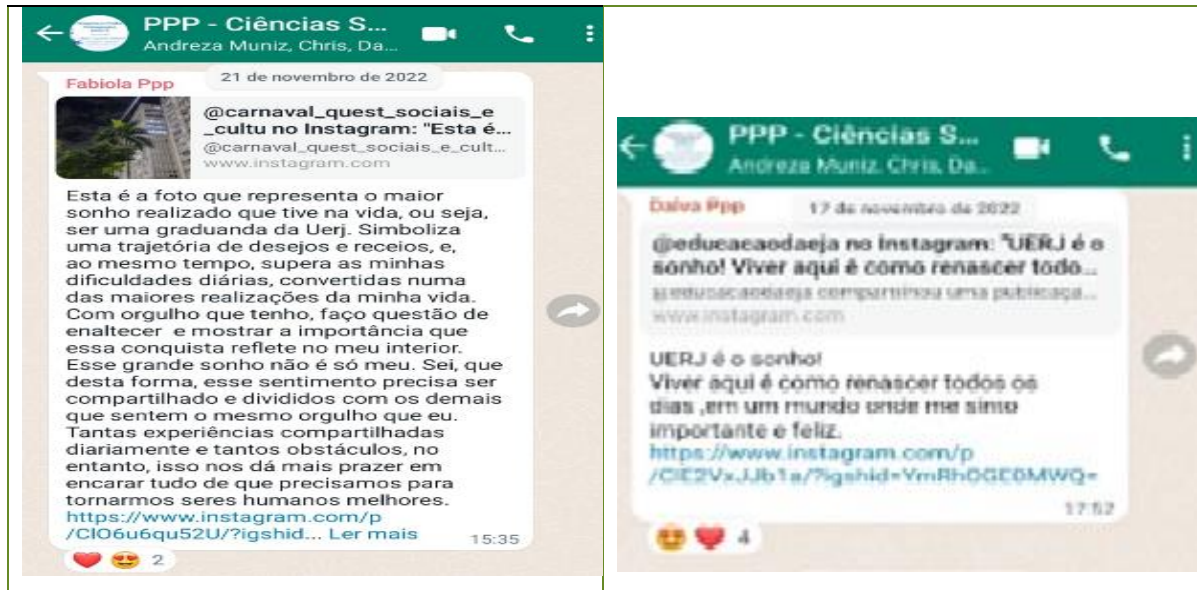 PPP - Ciências S...
Andreza Muniz, Chris, Da...
21 de novembro de 2022
Fabiola Ppp
@carnaval_quest_sociais_e
_cultu no Instagram: "Esta é...
@carnaval_quest_sociais_e_cult...
www.instagram.com
Esta é a foto que representa o maior
sonho realizado que tive na vida, ou seja,
ser uma graduanda da Uerj. Simboliza
uma trajetória de desejos e receios, e,
ao mesmo tempo, supera as minhas
dificuldades diárias, convertidas numa
das maiores realizações da minha vida.
Com orgulho que tenho, faço questão de
enaltecer e mostrar a importância que
essa conquista reflete no meu interior.
Esse grande sonho não é só meu. Sei, que
desta forma, esse sentimento precisa ser
compartilhado e divididos com os demais
que sentem o mesmo orgulho que eu.
Tantas experiências compartilhadas
diariamente e tantos obstáculos, no
entanto, isso nos dá mais prazer em
encarar tudo de que precisamos para
tornarmos seres humanos melhores.
https://www.instagram.com/p
/ClO6u6qu52U/?igshid... Ler mais
15:35
2
PPP - Ciências S...
Andreza Muniz, Chris, Da...
Dalva Ppp
17 de novembro de 2022
@educacaodaeja no Instagram: "UERJ é o
sonho! Viver aqui é como renascer todo...
@educacaodaeja compartilhou uma publicaçã...
www.instagram.com
UERJ é o sonho!
Viver aqui é como renascer todos os
dias ,em um mundo onde me sinto
importante e feliz.
https://www.instagram.com/p
17:52
4